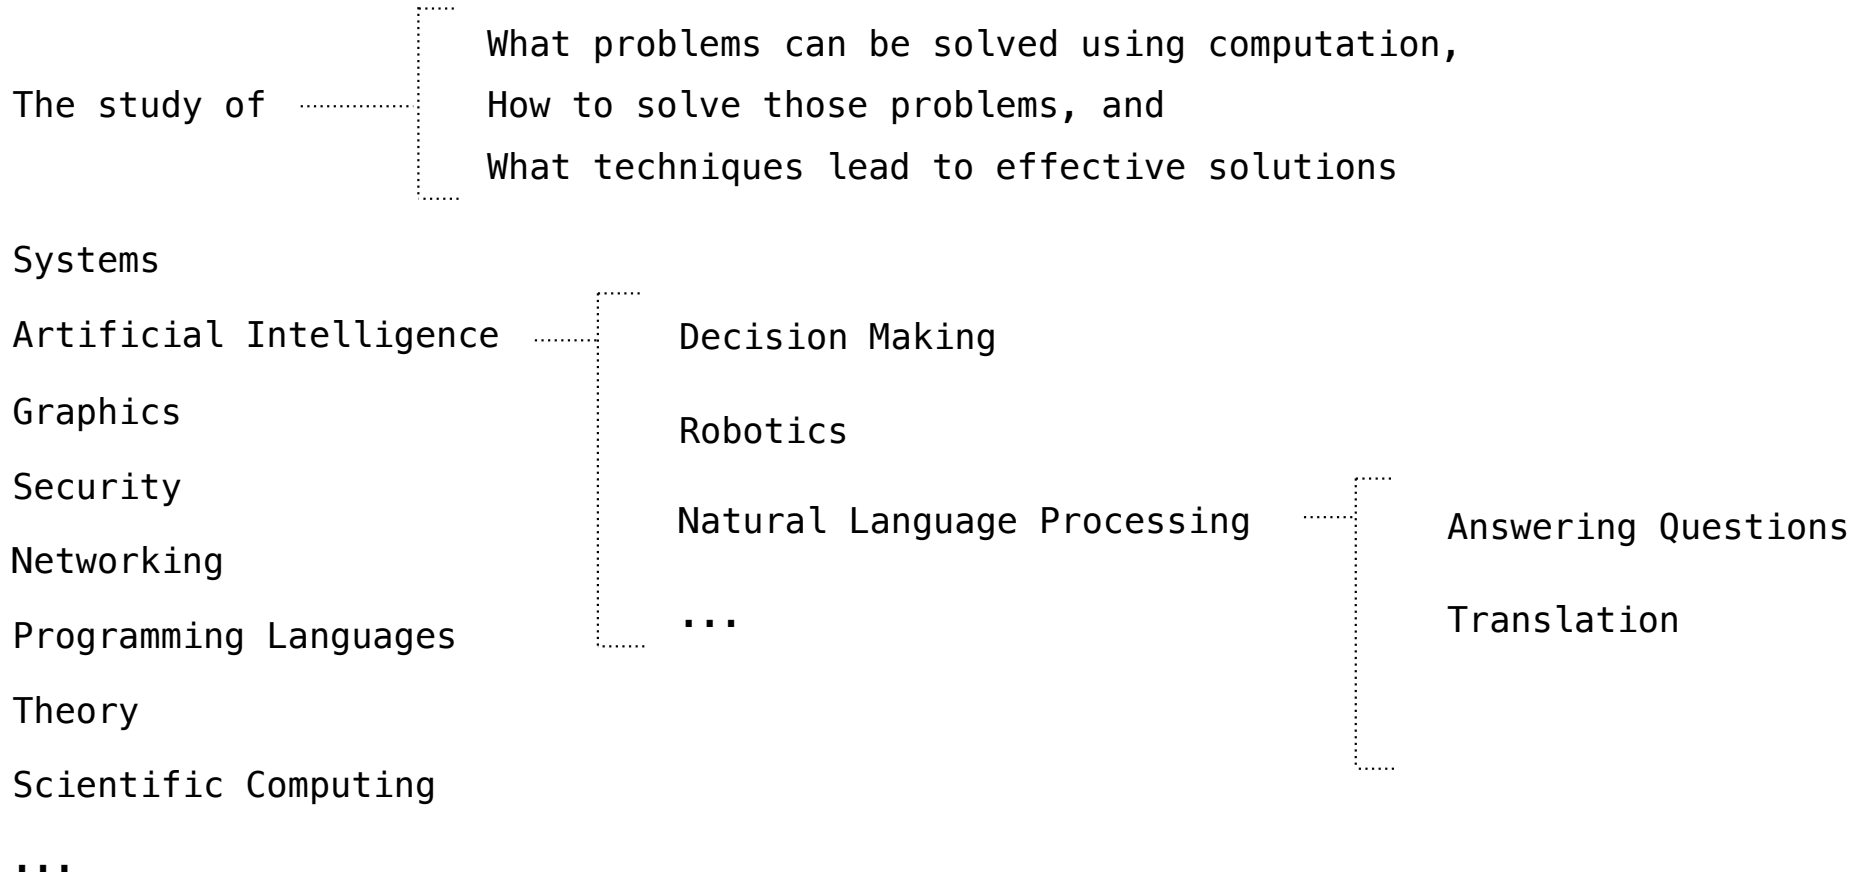 What problems can be solved using computation,
The study of
How to solve those problems, and
What techniques lead to effective solutions
Systems
Artificial Intelligence
Graphics
Security
Networking
Programming Languages
Theory
Scientific Computing
...
Decision Making
Robotics
Natural Language Processing
...
Answering Questions
Translation